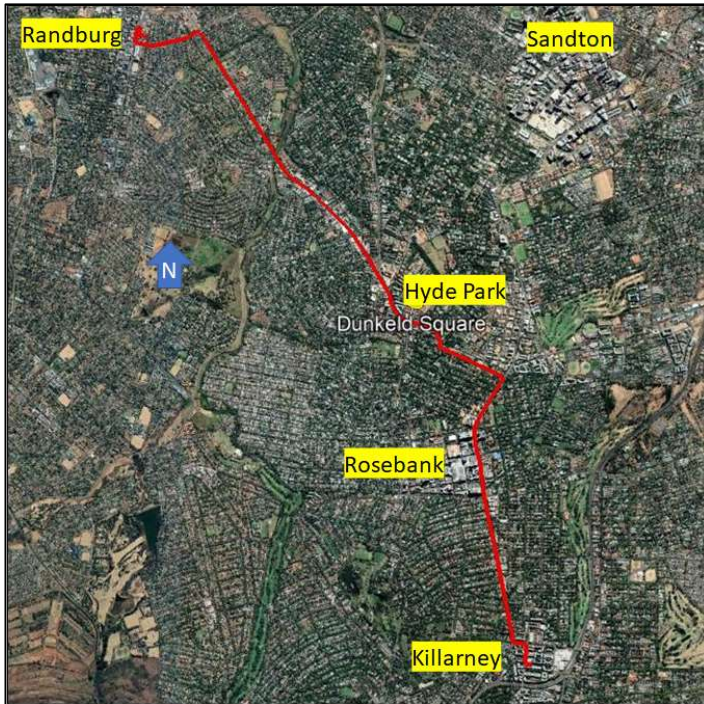 Randburg
Sandton
N
Hyde Park
Dunkeld Square
Rosebank
Killarney